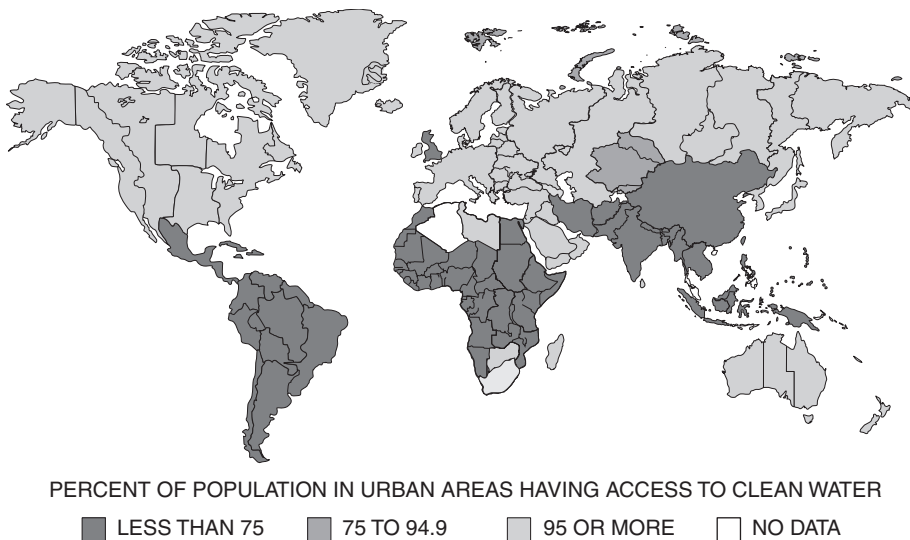 PERCENT OF POPULATION IN URBAN AREAS HAVING ACCESS TO CLEAN WATER
LESS THAN 75 75 TO 94.9 95 OR MORE NO DATA